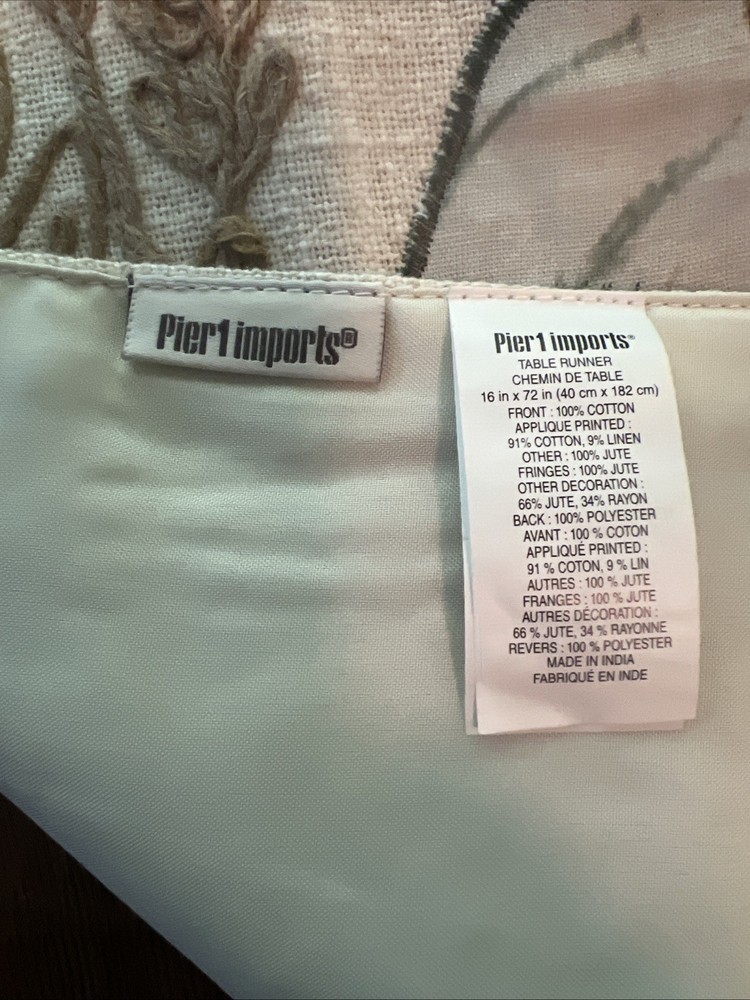 Pier1 imports®
Pier1 imports®
TABLE RUNNER
CHEMIN DE TABLE
16 in x 72 in (40 cm x 182 cm)
FRONT : 100% COTTON
APPLIQUE PRINTED :
91% COTTON, 9% LINEN
OTHER : 100% JUTE
FRINGES : 100% JUTE
OTHER DECORATION :
66% JUTE, 34% RAYON
BACK : 100% POLYESTER
AVANT : 100 % COTON
APPLIQUÉ PRINTED :
91 % COTON, 9 % LIN
AUTRES : 100 % JUTE
FRANGES : 100 % JUTE
AUTRES DÉCORATION :
66 % JUTE, 34 % RAYONNE
REVERS : 100 % POLYESTER
MADE IN INDIA
FABRIQUÉ EN INDE